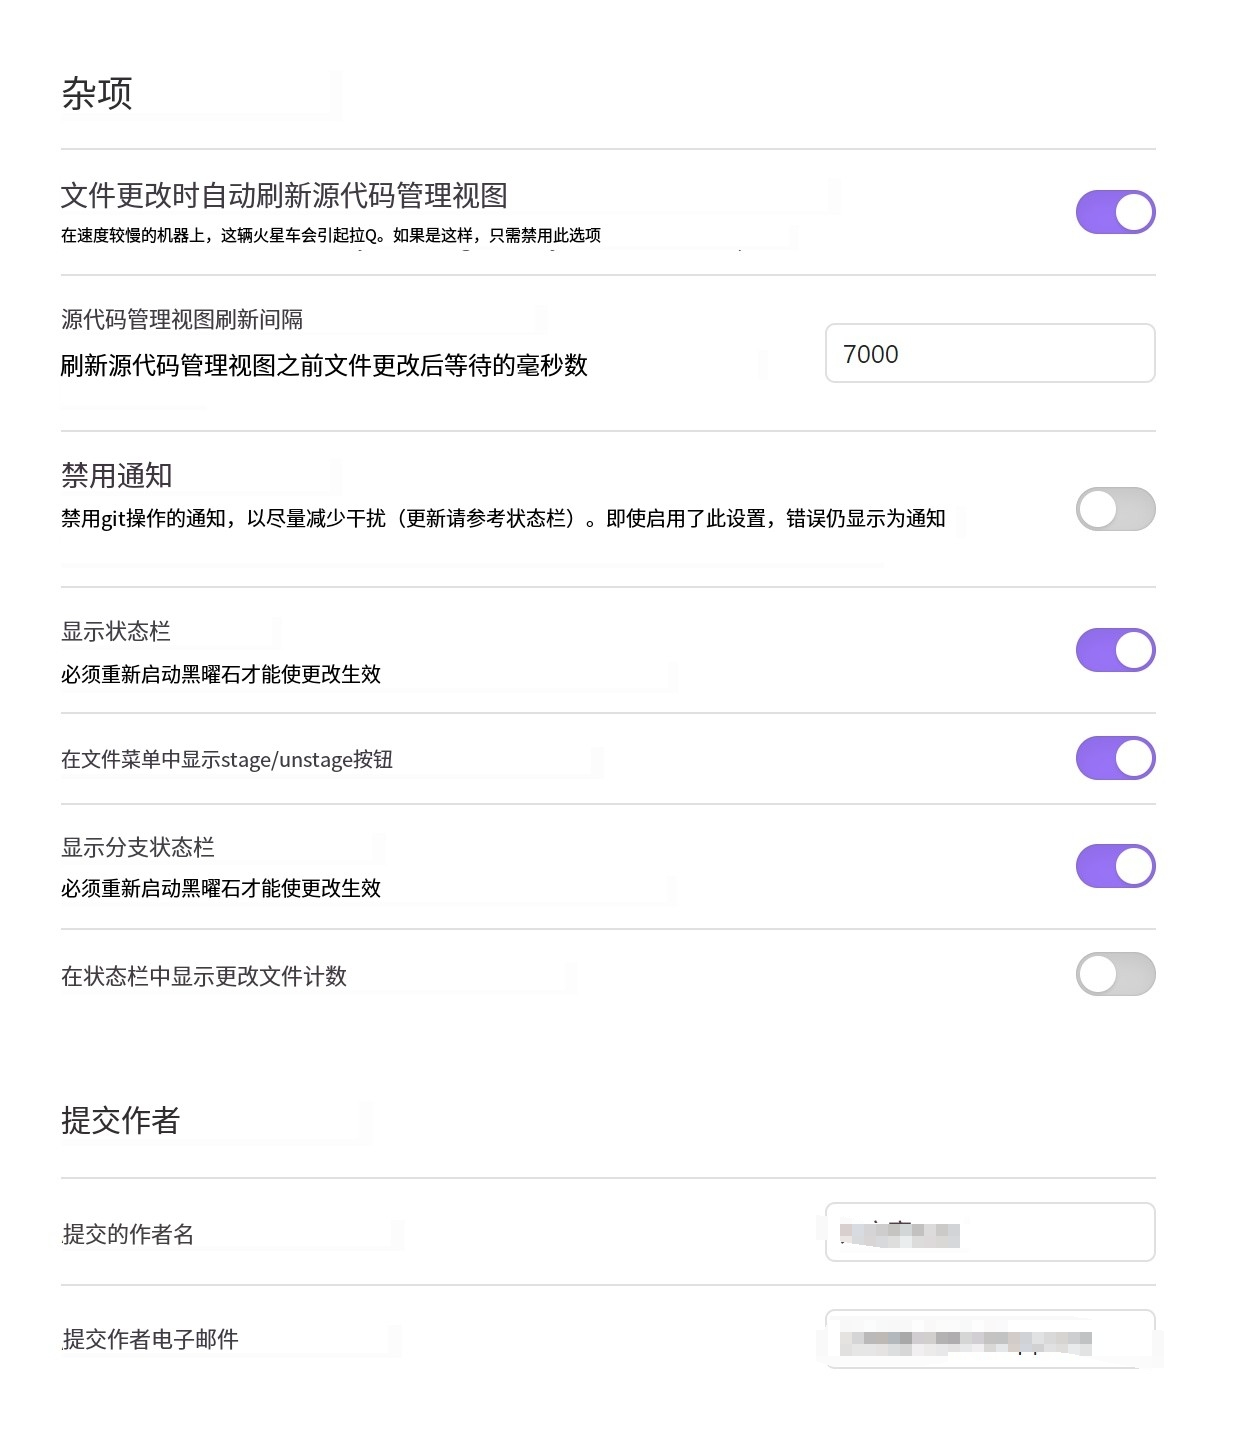 杂项
文件更改时自动刷新源代码管理视图
在速度较慢的机器上，这辆火星车会引起拉Q。如果是这样，只需禁用此选项
源代码管理视图刷新间隔
刷新源代码管理视图之前文件更改后等待的毫秒数
7000
禁用通知
禁用git操作的通知，以尽量减少干扰（更新请参考状态栏）。即使启用了此设置，错误仍显示为通知
显示状态栏
必须重新启动黑曜石才能使更改生效
在文件菜单中显示stage/unstage按钮
显示分支状态栏
必须重新启动黑曜石才能使更改生效
在状态栏中显示更改文件计数
提交作者
提交的作者名
提交作者电子邮件